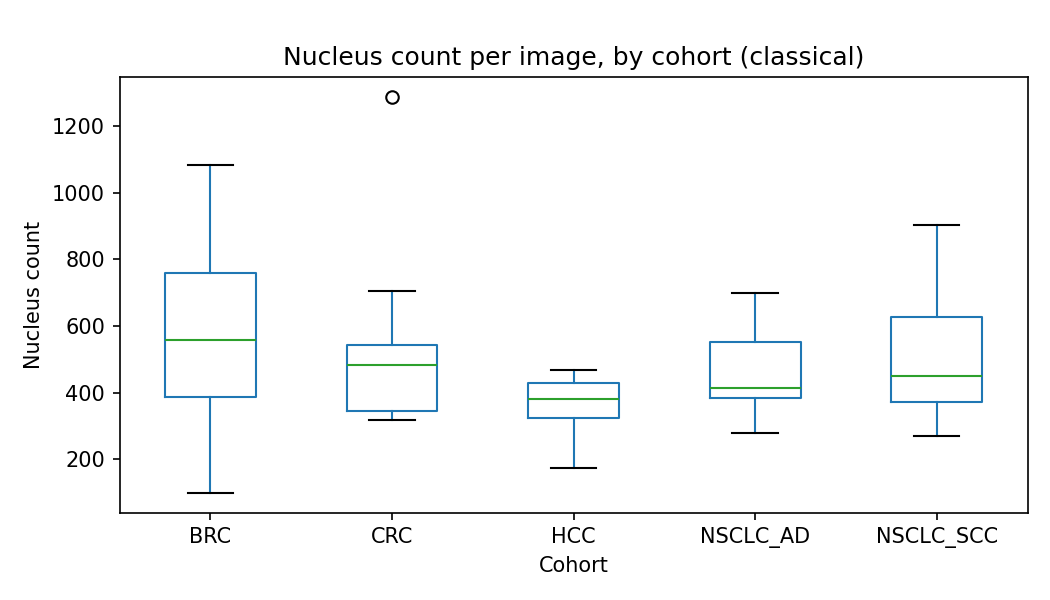 Nucleus count per image, by cohort (classical)
Nucleus count
1200
1000
800
600
400
200
BRC CRC HCC NSCLC_AD NSCLC_SCC
Cohort